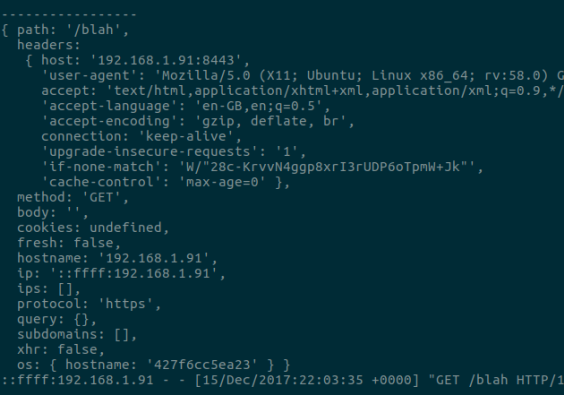 -----------------
{ path: '/blah',
  headers:
   { host: '192.168.1.91:8443',
     'user-agent': 'Mozilla/5.0 (X11; Ubuntu; Linux x86_64; rv:58.0) G
     accept: 'text/html,application/xhtml+xml,application/xml;q=0.9,*/
     'accept-language': 'en-GB,en;q=0.5',
     'accept-encoding': 'gzip, deflate, br',
     connection: 'keep-alive',
     'upgrade-insecure-requests': '1',
     'if-none-match': 'W/"28c-KrvvN4ggp8xrI3rUDP6oTpmW+Jk"',
     'cache-control': 'max-age=0' },
  method: 'GET',
  body: '',
  cookies: undefined,
  fresh: false,
  hostname: '192.168.1.91',
  ip: '::ffff:192.168.1.91',
  ips: [],
  protocol: 'https',
  query: {},
  subdomains: [],
  xhr: false,
  os: { hostname: '427f6cc5ea23' } }
::ffff:192.168.1.91 - - [15/Dec/2017:22:03:35 +0000] "GET /blah HTTP/1